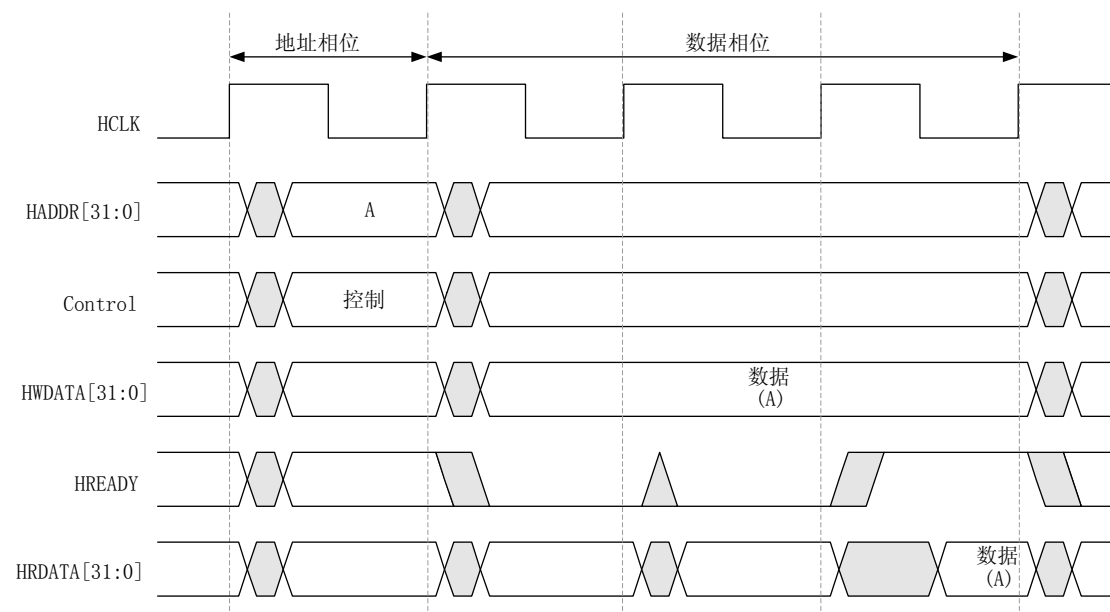 地址相位
数据相位
HCLK
HADDR[31:0]
A
Control
控制
HWDATA[31:0]
数据
(A)
HREADY
HRDATA[31:0]
数据
(A)